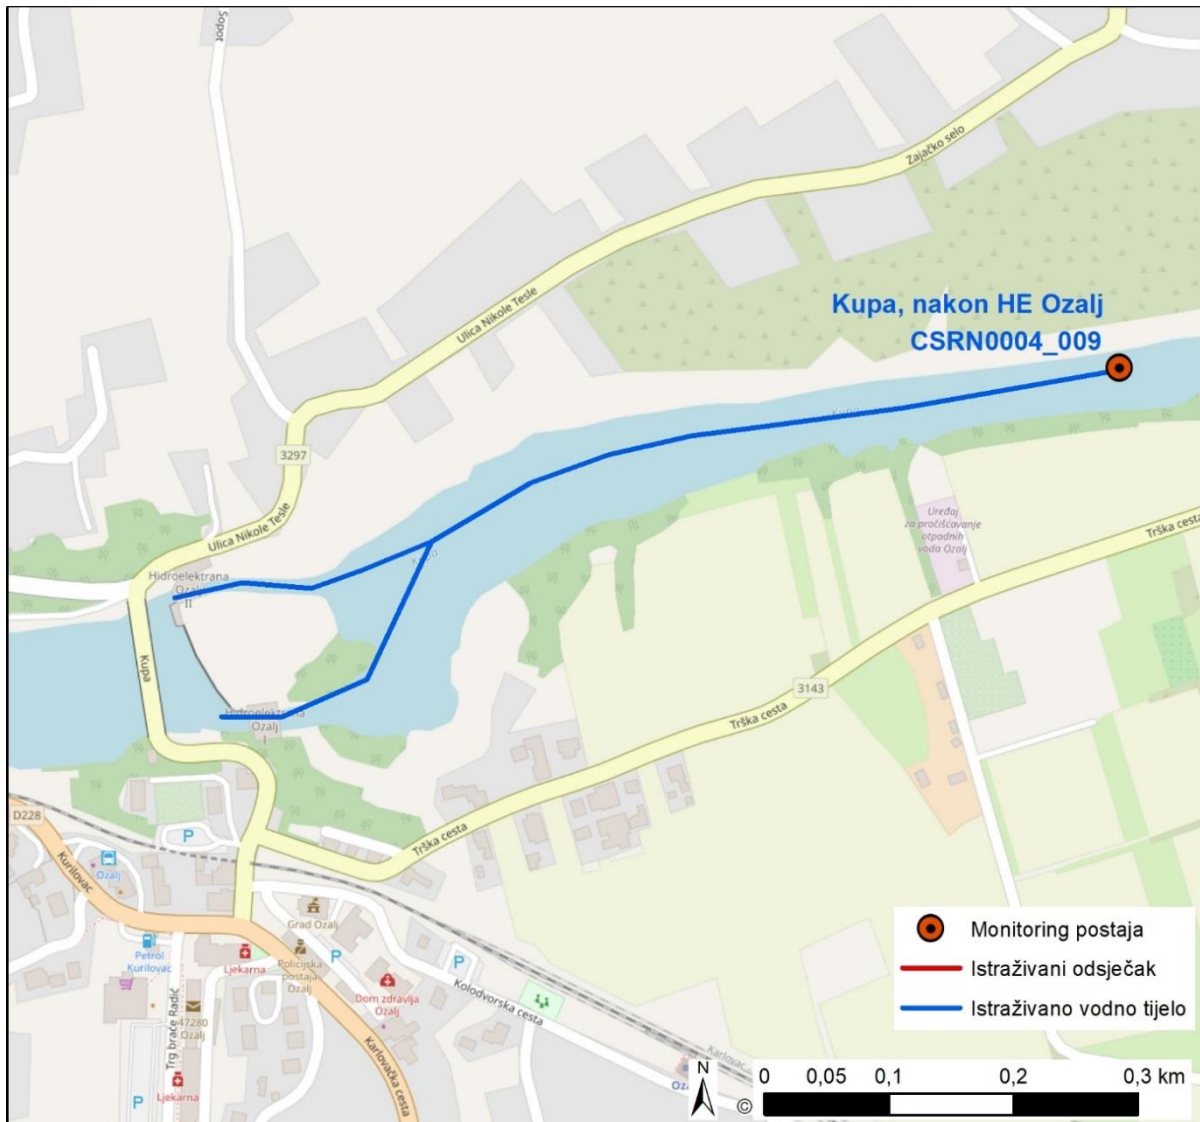 Sopot
Zajačko selo
Ulica Nikole Tesle
Kupa, nakon HE Ozalj
CSRN0004_009
Kupa
3297
Ulica Nikole Tesle
Uređaj
za pročišćavanje
otpadnih
voda Ozalj
Trška cesta
Kupa
Hidroelektrana
Ozalj
II
Kupa
3143
Hidroelektrana
Ozalj
I
Trška cesta
D228
P
Trška cesta
Kurilovac
Ozalj
Grad Ozalj
Petrol
Kurilovac
Ljekarna
Policijska
postaja
Ozalj
P
P
Dom zdravlja
Ozalj
Kolodvorska cesta
47280
Ozalj
Trg braće Radić
Karlovačka cesta
Ljekarna
P
Karlovac
Monitoring postaja
Istraživani odsječak
Istraživano vodno tijelo
N
0 0,05 0,1 0,2 0,3 km
©